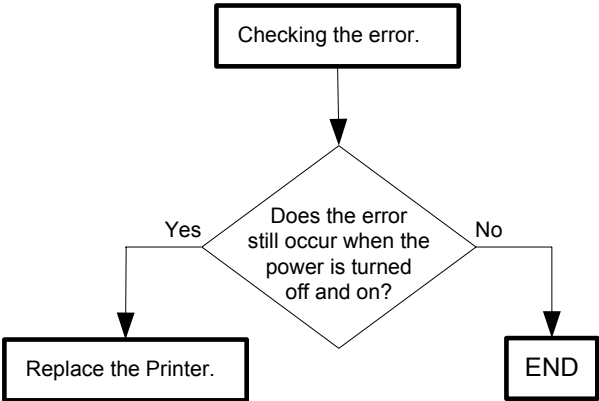 Checking the error.
Does the error
still occur when the
power is turned
off and on?
Yes
No
Replace the Printer.
END